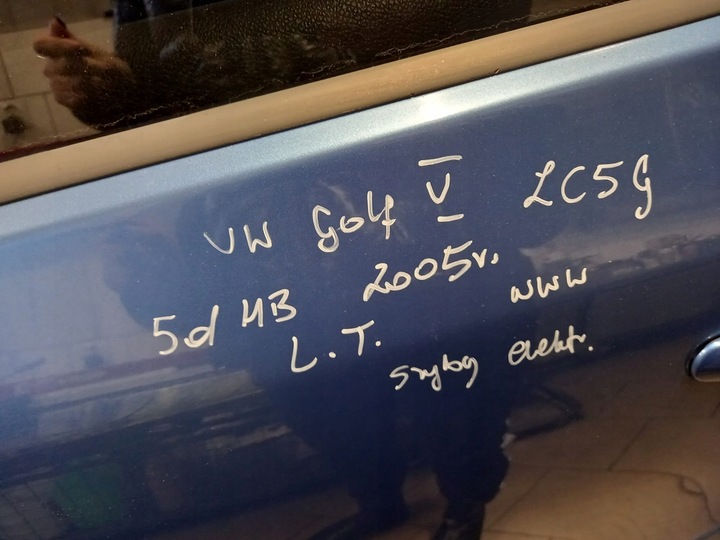 VW Golf V LC5G
5d HB 2005r.
L.T. www
szyby elektr.